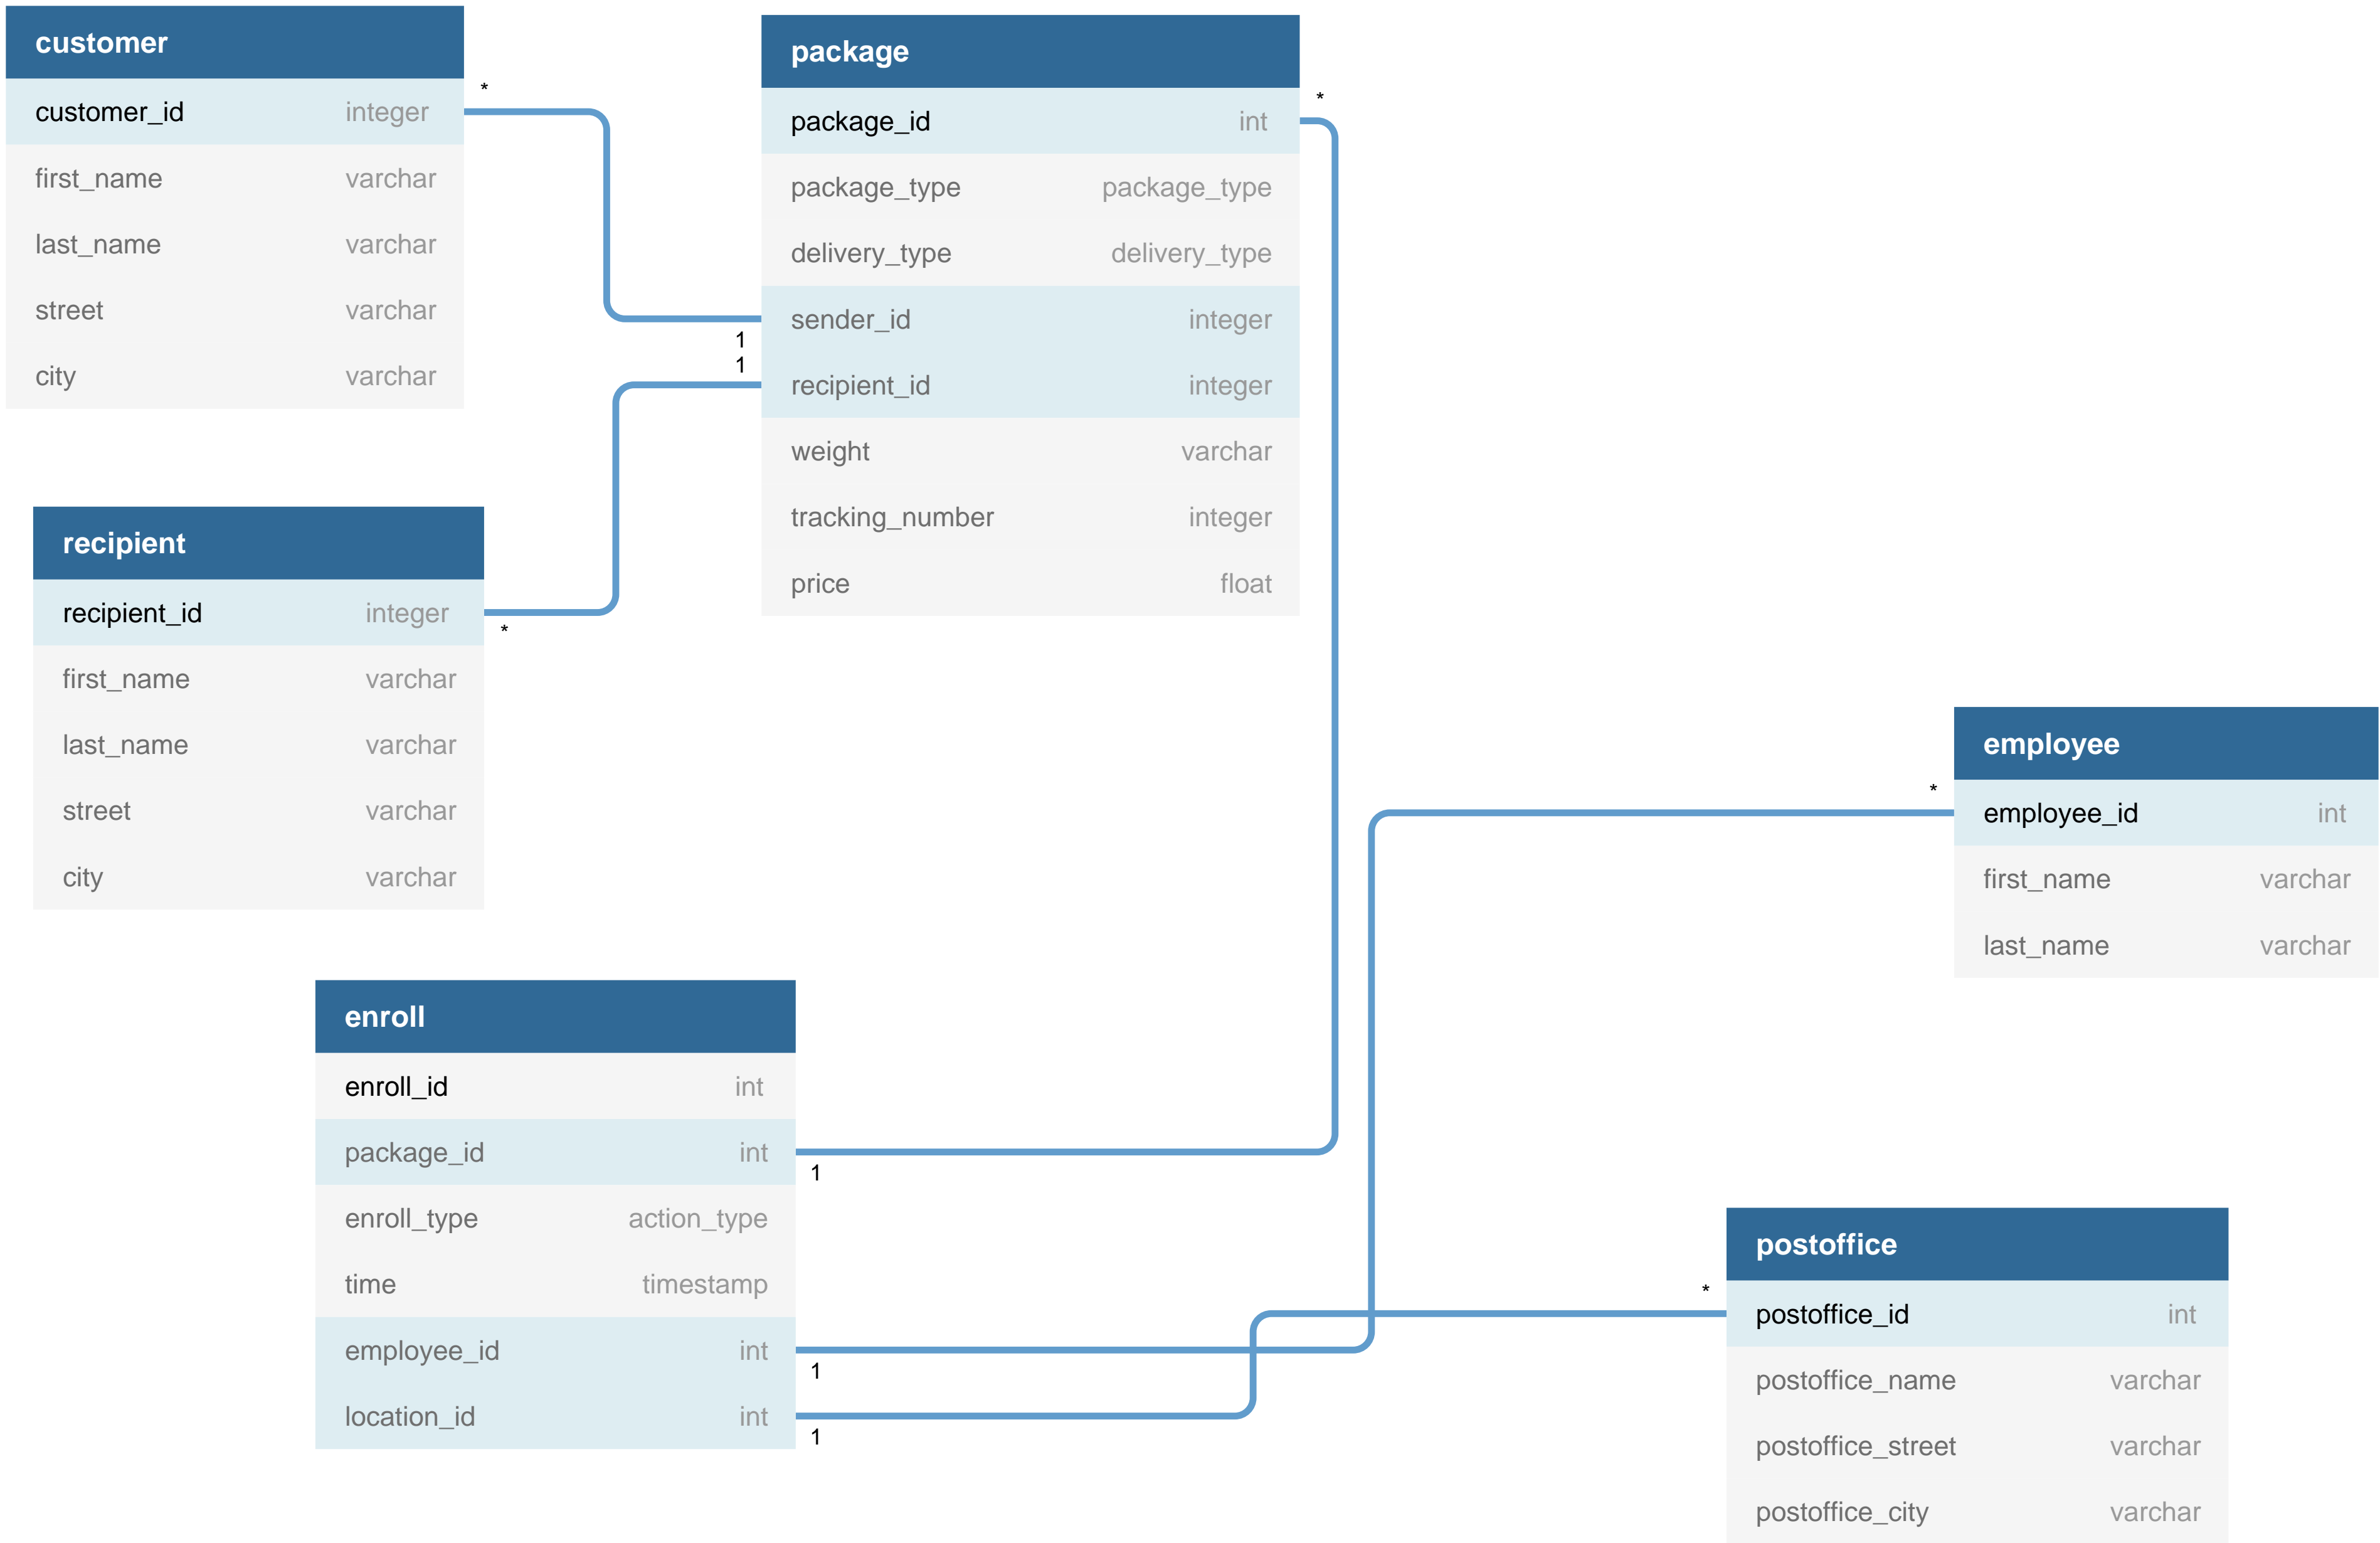 customer
customer_id integer
first_name varchar
last_name varchar
street varchar
city varchar
*
package
package_id int
package_type package_type
delivery_type delivery_type
sender_id integer
recipient_id integer
weight varchar
tracking_number integer
price float
*
1
1
recipient
recipient_id integer
first_name varchar
last_name varchar
street varchar
city varchar
*
employee
employee_id int
first_name varchar
last_name varchar
*
enroll
enroll_id int
package_id int
enroll_type action_type
time timestamp
employee_id int
location_id int
1
1
1
postoffice
postoffice_id int
postoffice_name varchar
postoffice_street varchar
postoffice_city varchar
*